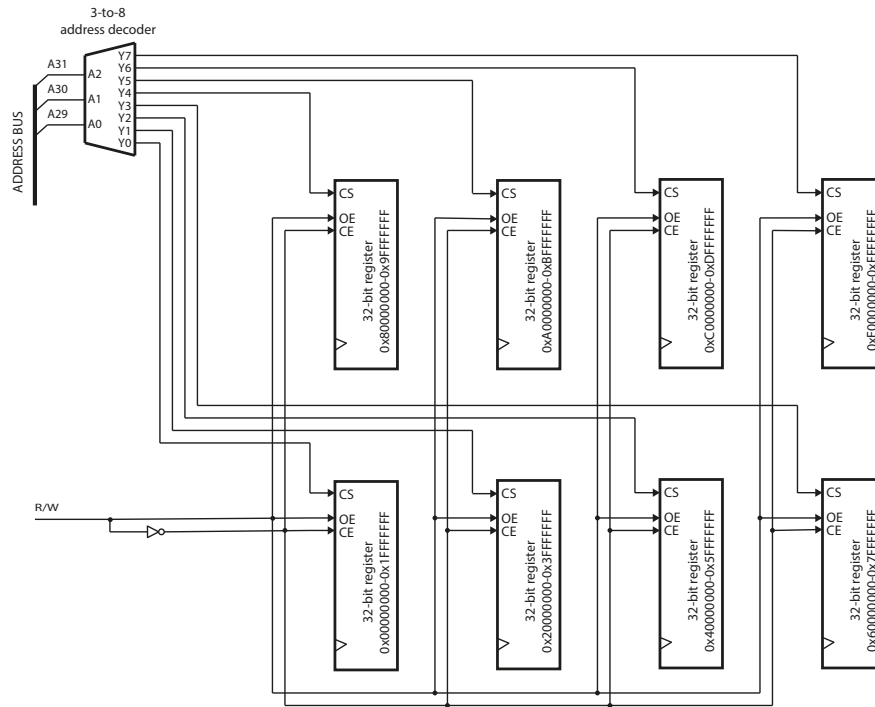 3-to-8
address decoder
ADDRESS BUS
A31
A30
A29
A2
A1
A0
Y7
Y6
Y5
Y4
Y3
Y2
Y1
Y0
CS
OE
CE
32-bit register
0x80000000-0x9FFFFFFF
CS
OE
CE
32-bit register
0xA0000000-0xBFFFFFFF
CS
OE
CE
32-bit register
0xC0000000-0xDFFFFFFF
CS
OE
CE
32-bit register
0xE0000000-0xFFFFFFFF
R/W
CS
OE
CE
32-bit register
0x00000000-0x1FFFFFFF
CS
OE
CE
32-bit register
0x20000000-0x3FFFFFFF
CS
OE
CE
32-bit register
0x40000000-0x5FFFFFFF
CS
OE
CE
32-bit register
0x60000000-0x7FFFFFFF